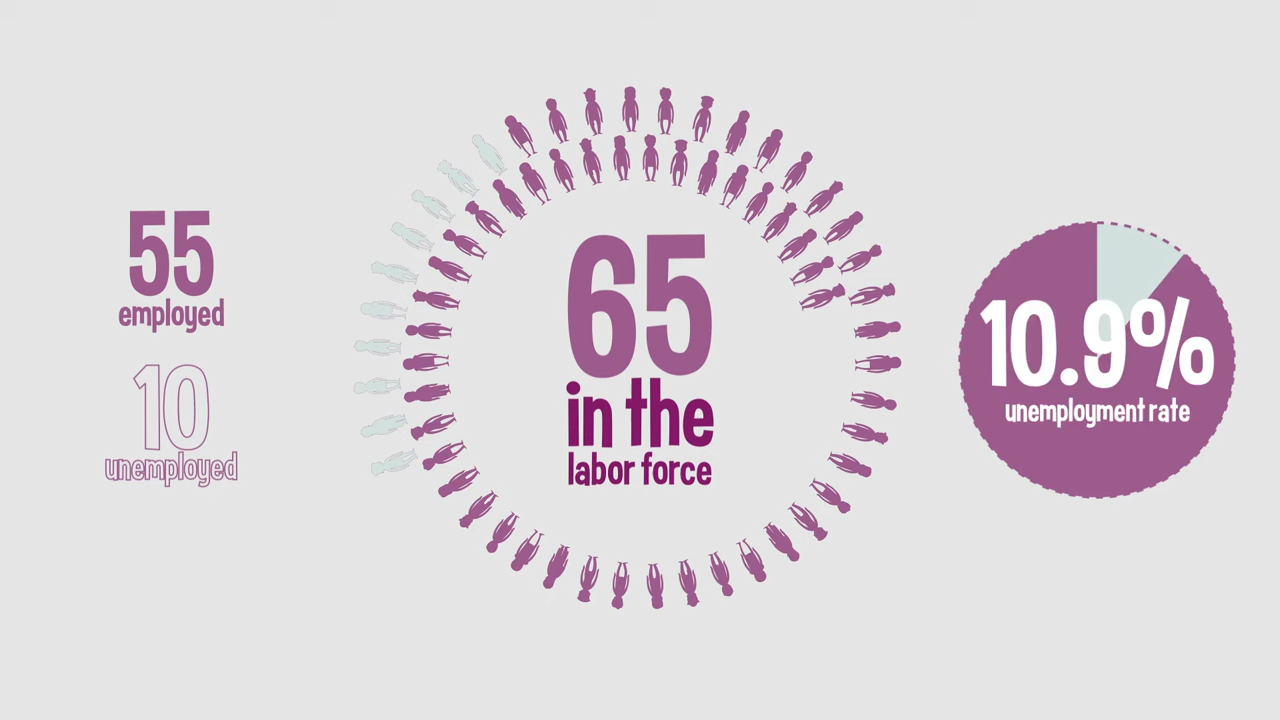 55
employed
10
unemployed
65
in the
labor force
10.9%
unemployment rate